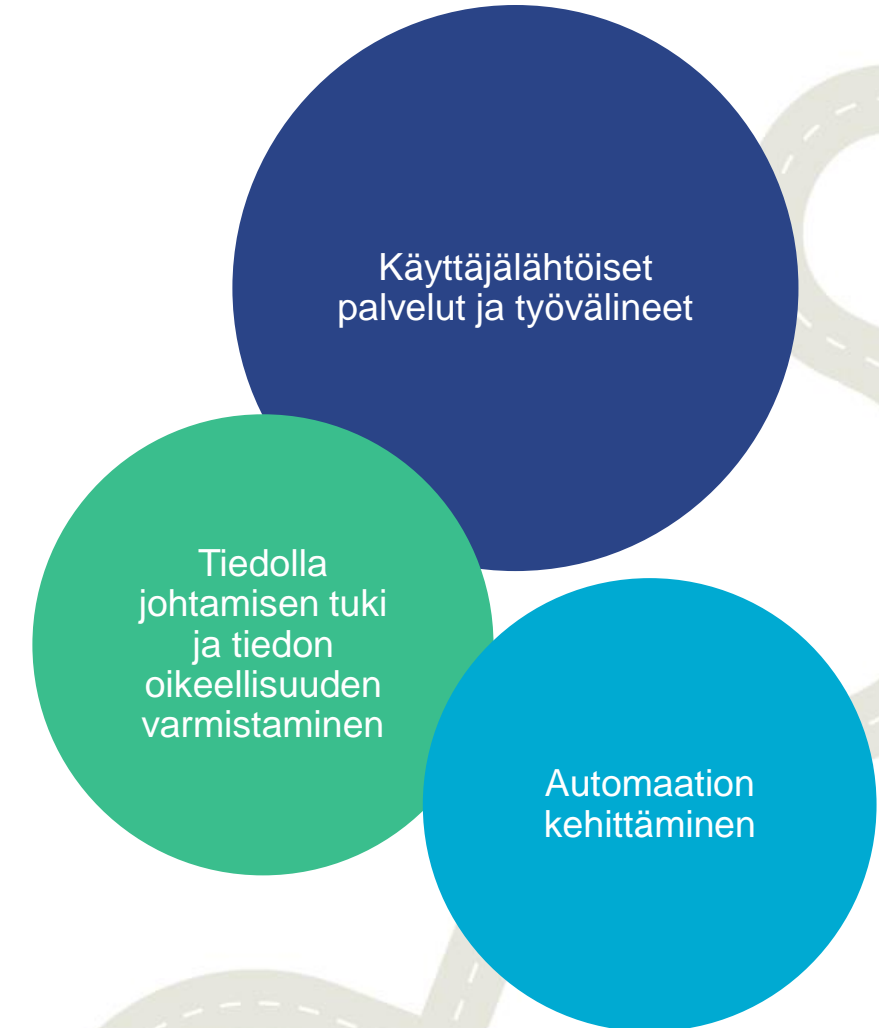 Käyttäjälähtöiset
palvelut ja työvälineet
Tiedolla
johtamisen tuki
ja tiedon
oikeellisuuden
varmistaminen
Automaation
kehittäminen